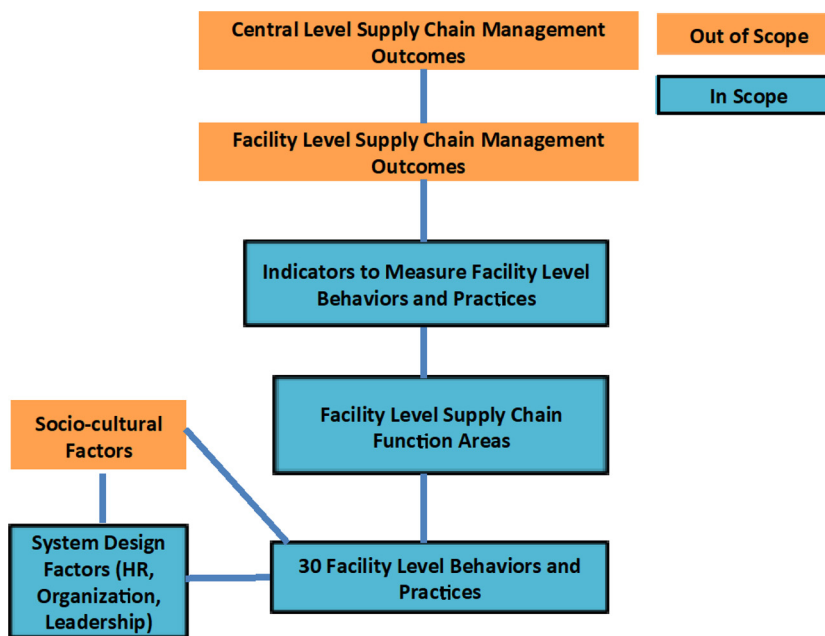 Central Level Supply Chain Management
Outcomes
Out of Scope
In Scope
Facility Level Supply Chain Management
Outcomes
Indicators to Measure Facility Level
Behaviors and Practices
Facility Level Supply Chain
Function Areas
Socio-cultural
Factors
System Design
Factors (HR,
Organization,
Leadership)
30 Facility Level Behaviors and
Practices